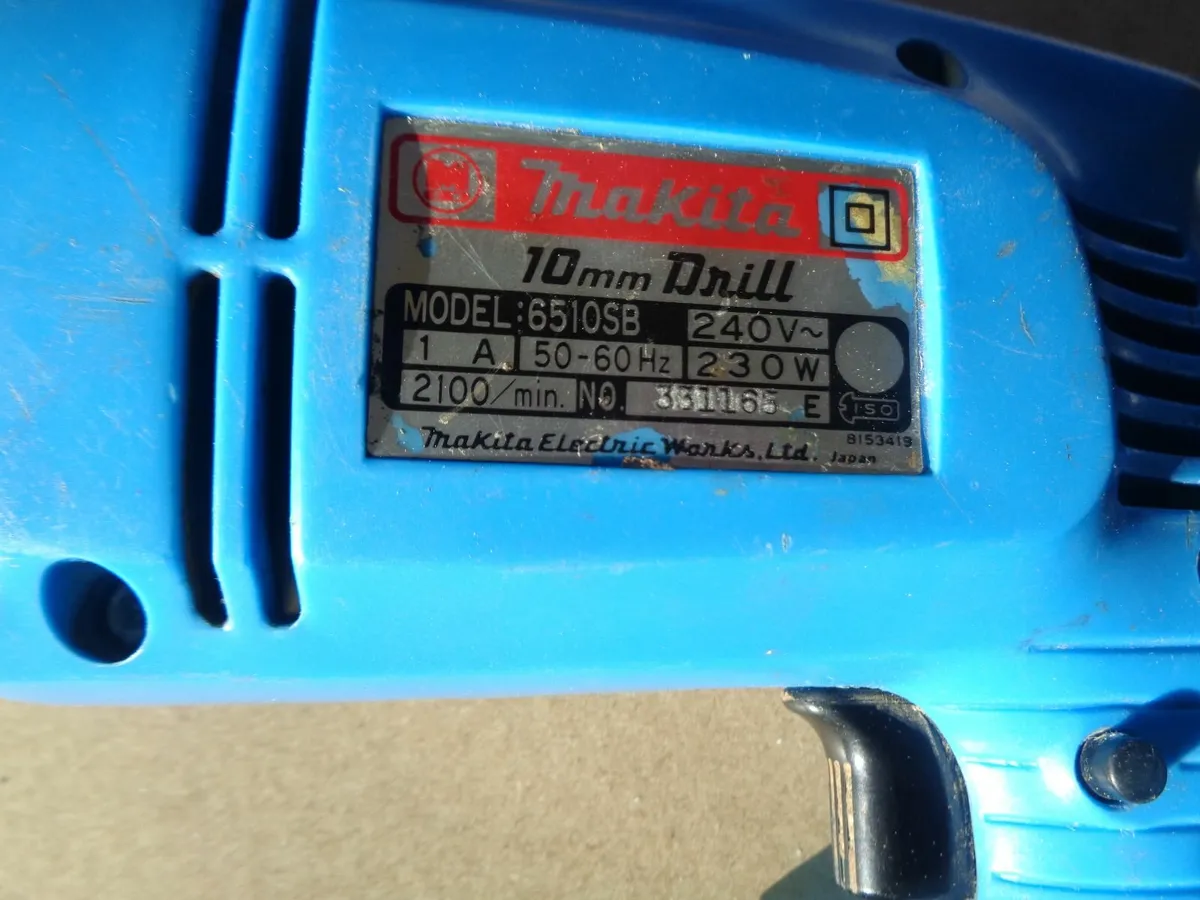 Makita
10mm Drill
MODEL:6510SB 240V~
1 A 50-60Hz 230W
2100/min. NO. E ISO
Makita Electric Works, Ltd. Japan
8153419